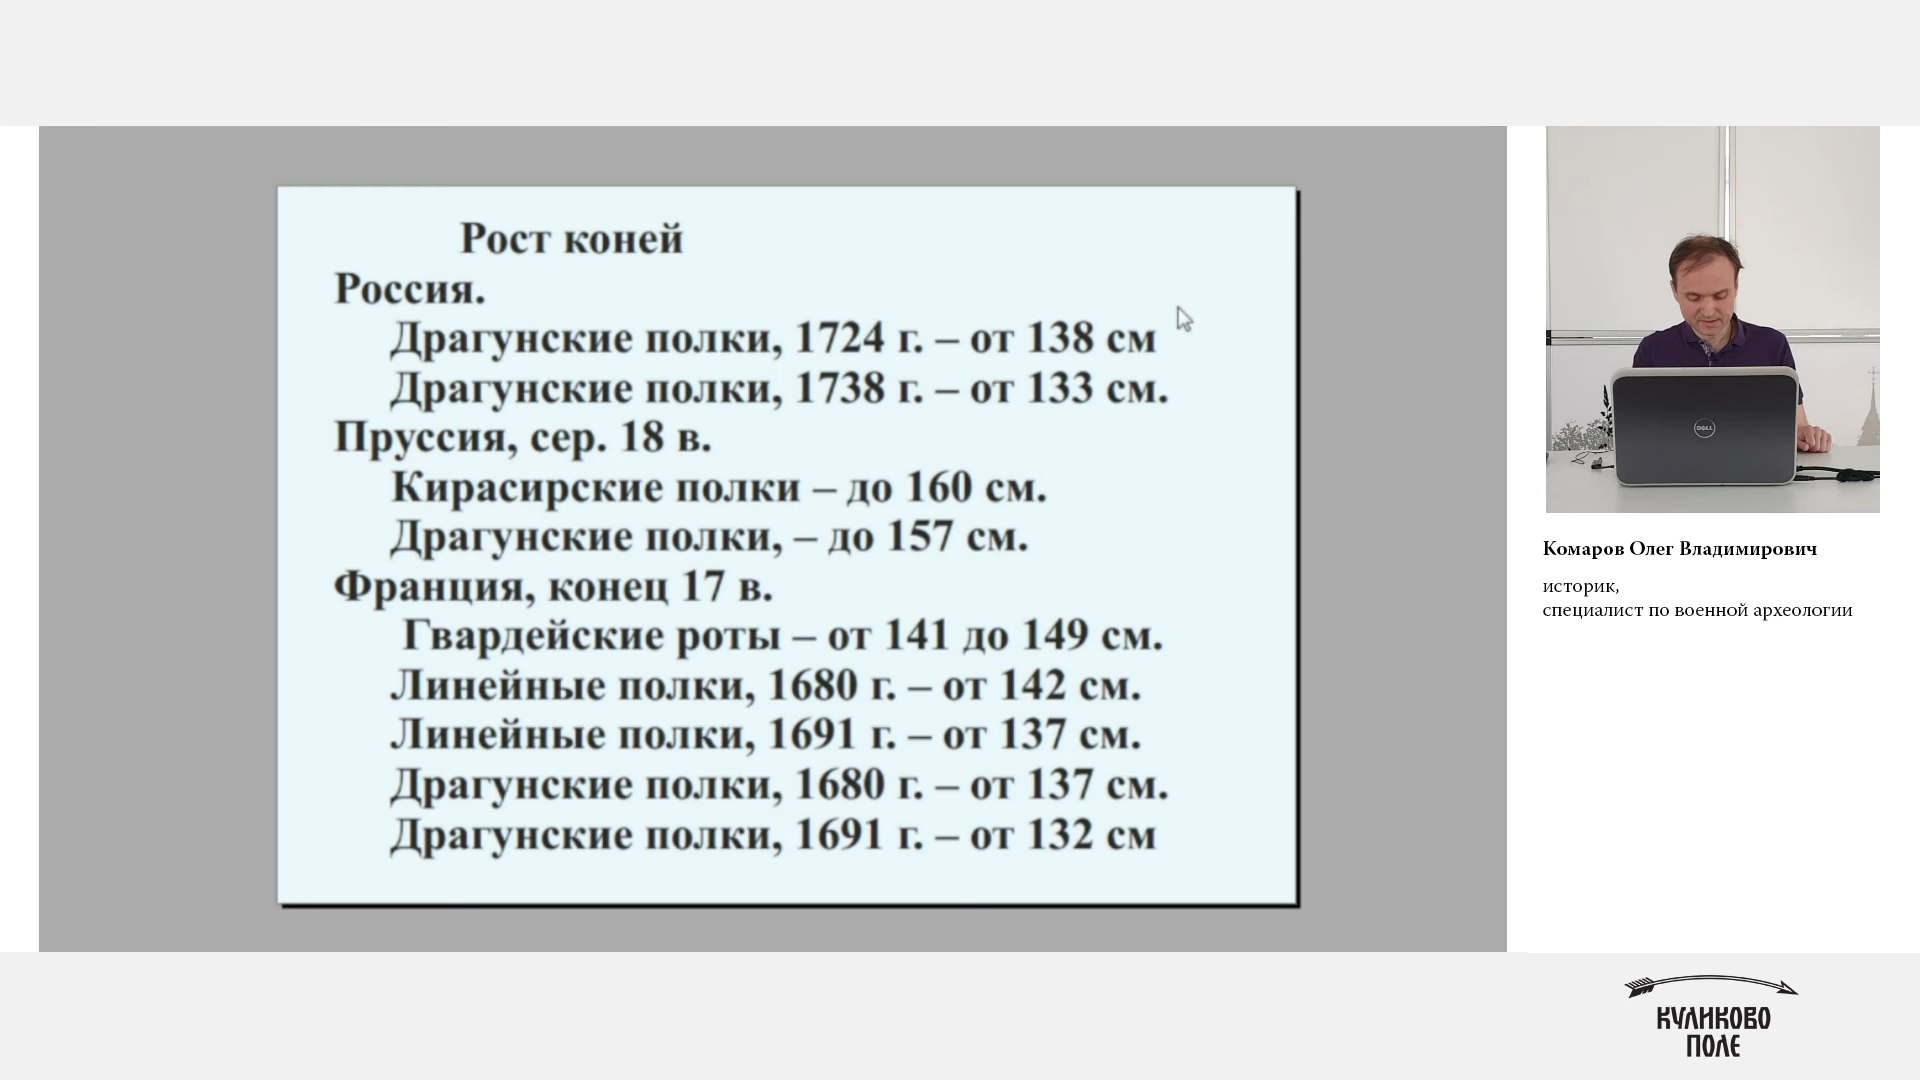 Рост коней
Россия.
Драгунские полки, 1724 г. – от 138 см
Драгунские полки, 1738 г. – от 133 см.
Пруссия, сер. 18 в.
Кирасирские полки – до 160 см.
Драгунские полки, – до 157 см.
Франция, конец 17 в.
Гвардейские роты – от 141 до 149 см.
Линейные полки, 1680 г. – от 142 см.
Линейные полки, 1691 г. – от 137 см.
Драгунские полки, 1680 г. – от 137 см.
Драгунские полки, 1691 г. – от 132 см
DELL
Комаров Олег Владимирович
историк,
специалист по военной археологии
КУЛИКОВО
ПОЛЕ